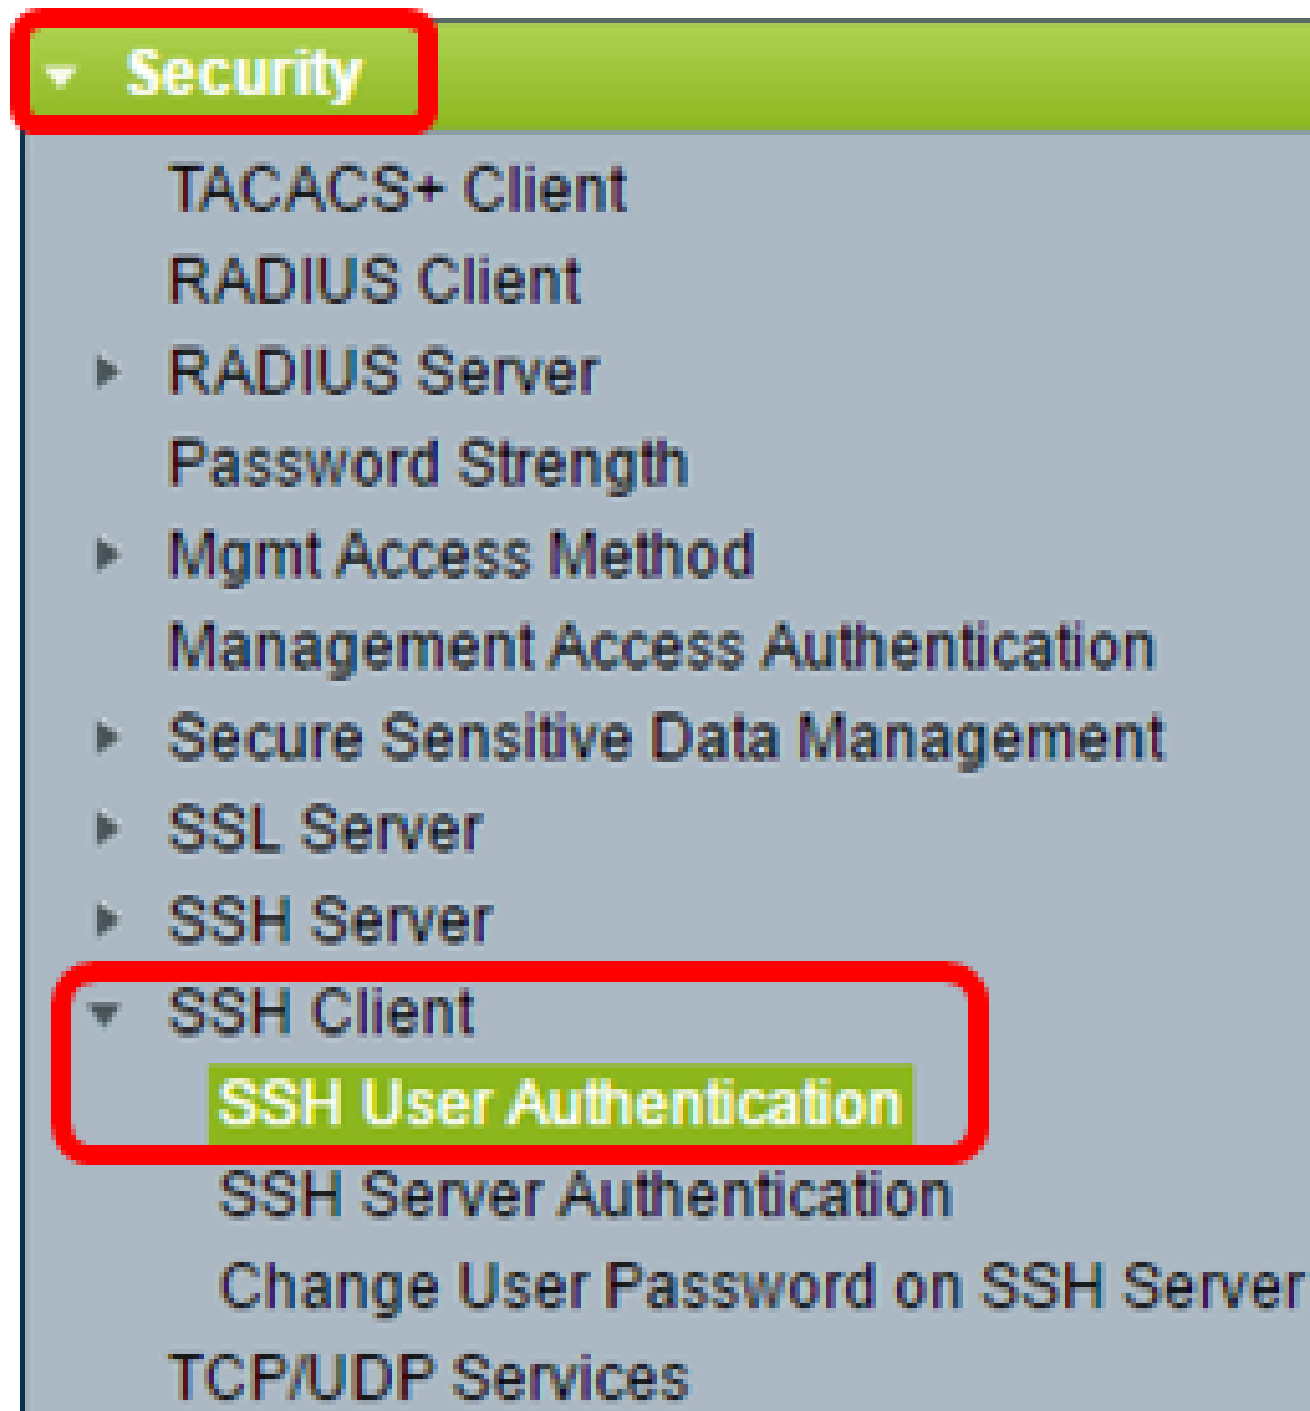 Security
TACACS+ Client
RADIUS Client
RADIUS Server
Password Strength
Mgmt Access Method
Management Access Authentication
Secure Sensitive Data Management
SSL Server
SSH Server
SSH Client
SSH User Authentication
SSH Server Authentication
Change User Password on SSH Server
TCP/UDP Services